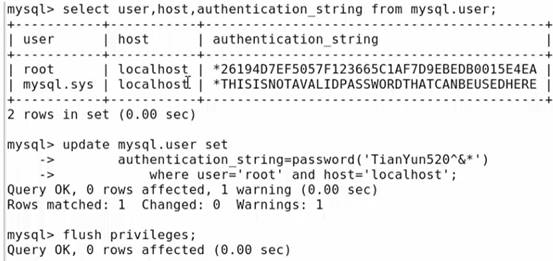 mysql> select user,host,authentication_string from mysql.user;
+-----------+-----------+-------------------------------------------+
| user      | host      | authentication_string                     |
+-----------+-----------+-------------------------------------------+
| root      | localhost | *26194D7EF5057F123665C1AF7D9EBEDB0015E4EA |
| mysql.sys | localhost | *THISISNOTAVALIDPASSWORDTHATCANBEUSEDHERE |
+-----------+-----------+-------------------------------------------+
2 rows in set (0.00 sec)
mysql> update mysql.user set
    ->        authentication_string=password('TianYun520^&*')
    ->            where user='root' and host='localhost';
Query OK, 0 rows affected, 1 warning (0.00 sec)
Rows matched: 1  Changed: 0  Warnings: 1
mysql> flush privileges;
Query OK, 0 rows affected (0.00 sec)